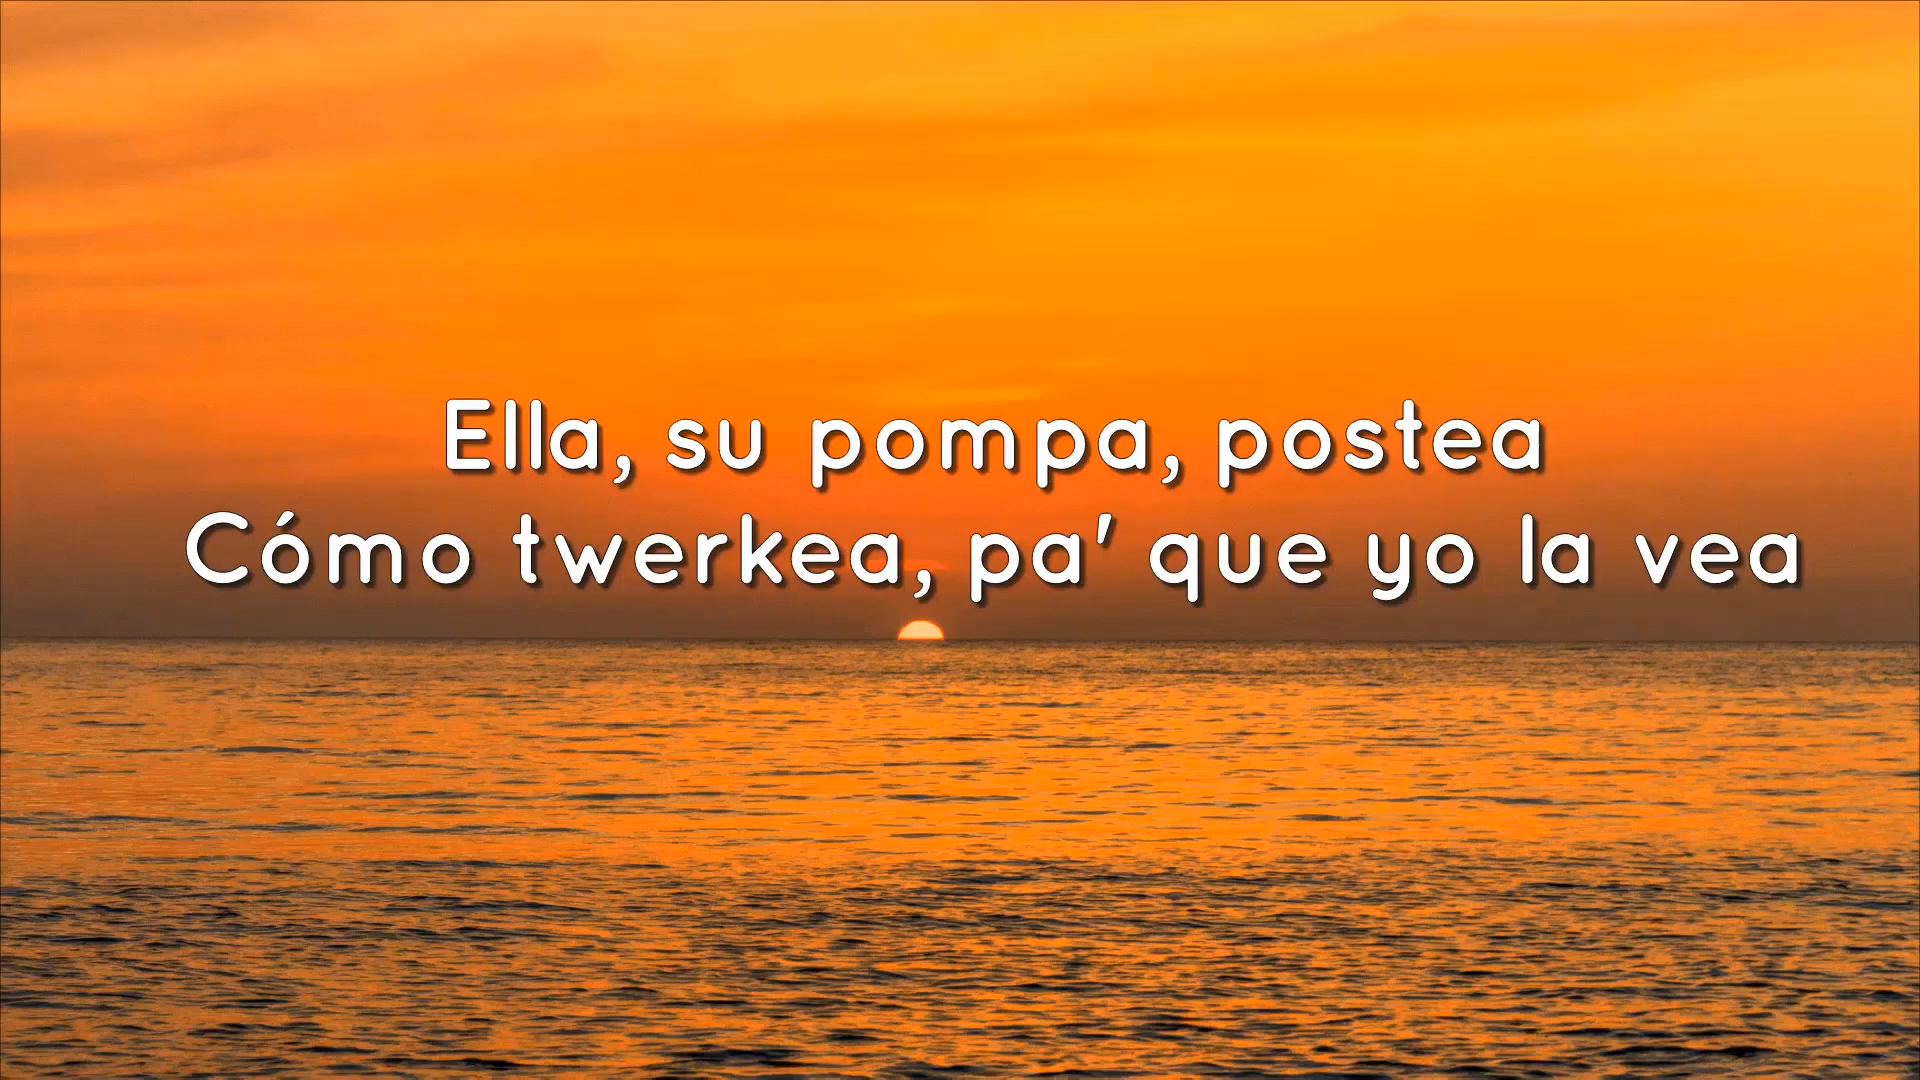 Ella, su pompa, postea
Cómo twerkea, pa' que yo la vea